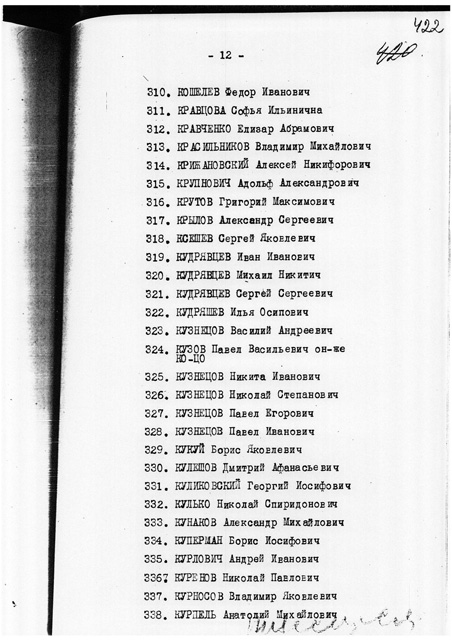 422
420
- 12 -
310. КОШЕЛЕВ Федор Иванович
311. КРАВЦОВА Софья Ильинична
312. КРАВЧЕНКО Елизар Абрамович
313. КРАСИЛЬНИКОВ Владимир Михайлович
314. КРИЖАНОВСКИЙ Алексей Никифорович
315. КРУПНОВИЧ Адольф Александрович
316. КРУТОВ Григорий Максимович
317. КРЫЛОВ Александр Сергеевич
318. КСЕШЕВ Сергей Яковлевич
319. КУДРЯВЦЕВ Иван Иванович
320. КУДРЯВЦЕВ Михаил Никитич
321. КУДРЯВЦЕВ Сергей Сергеевич
322. КУДРЯШЕВ Илья Осипович
323. КУЗНЕЦОВ Василий Андреевич
324. КУЗОВ Павел Васильевич он-же
КО-ЦО
325. КУЗНЕЦОВ Никита Иванович
326. КУЗНЕЦОВ Николай Степанович
327. КУЗНЕЦОВ Павел Егорович
328. КУЗНЕЦОВ Павел Иванович
329. КУКУЙ Борис Яковлевич
330. КУЛЕШОВ Дмитрий Афанасьевич
331. КУЛИКОВСКИЙ Георгий Иосифович
332. КУЛЬКО Николай Спиридонович
333. КУНАКОВ Александр Михайлович
334. КУПЕРМАН Борис Иосифович
335. КУРЛОВИЧ Андрей Иванович
3367 КУРЕНОВ Николай Павлович
337. КУРНОСОВ Владимир Яковлевич
338. КУРПЕЛЬ Анатолий Михайлович